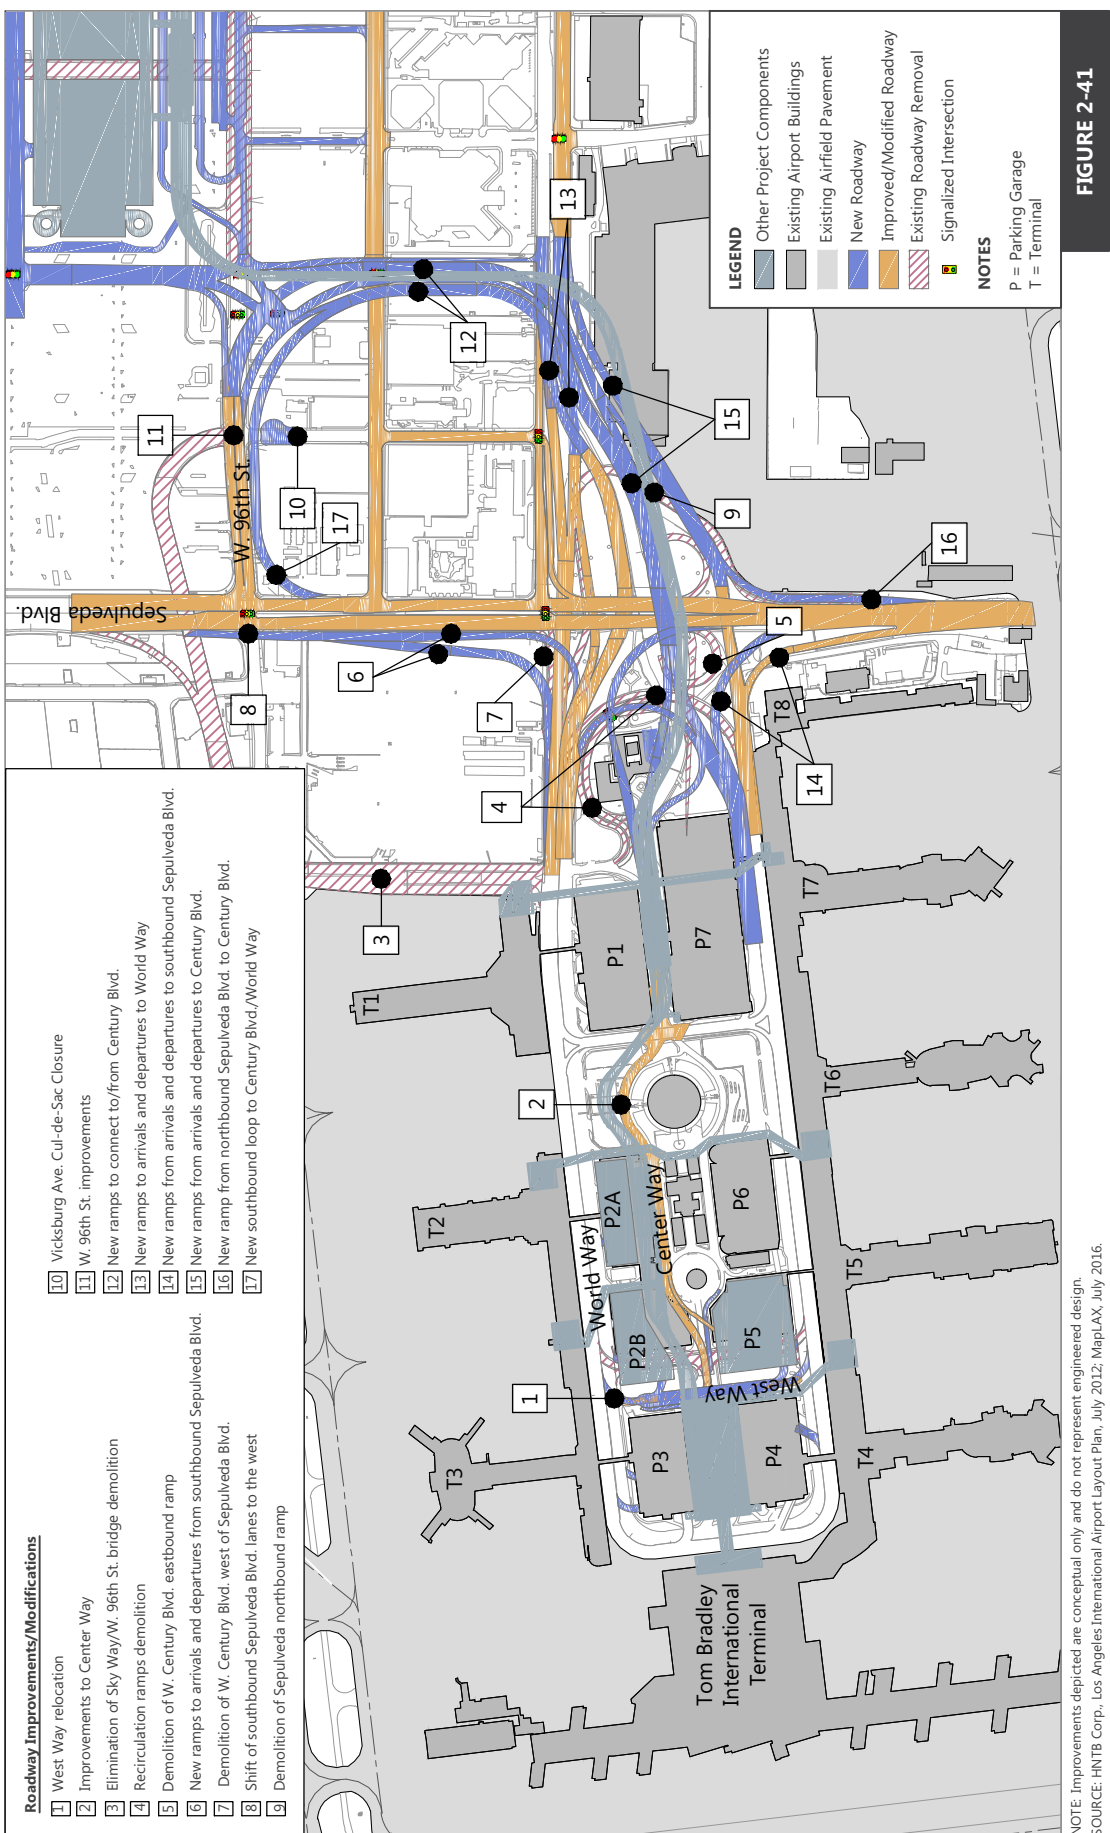 Roadway Improvements/Modifications
1 West Way relocation
2 Improvements to Center Way
3 Elimination of Sky Way/W. 96th St. bridge demolition
4 Recirculation ramps demolition
5 Demolition of W. Century Blvd. eastbound ramp
6 New ramps to arrivals and departures from southbound Sepulveda Blvd.
7 Demolition of W. Century Blvd. west of Sepulveda Blvd.
8 Shift of southbound Sepulveda Blvd. lanes to the west
9 Demolition of Sepulveda northbound ramp
10 Vicksburg Ave. Cul-de-Sac Closure
11 W. 96th St. improvements
12 New ramps to connect to/from Century Blvd.
13 New ramps to arrivals and departures to World Way
14 New ramps from arrivals and departures to southbound Sepulveda Blvd.
15 New ramps from arrivals and departures to Century Blvd.
16 New ramp from northbound Sepulveda Blvd. to Century Blvd.
17 New southbound loop to Century Blvd./World Way
8
11
Sepulveda Blvd.
W. 96th St.
10
17
6
7
12
13
3
4
15
9
16
5
14
T1
T2
T3
2
1
P1
P7
P2A
P2B
P3
P4
P5
P6
World Way
Center Way
West Way
T4
T5
T6
T7
T8
Tom Bradley
International
Terminal
LEGEND
Other Project Components
Existing Airport Buildings
Existing Airfield Pavement
New Roadway
Improved/Modified Roadway
Existing Roadway Removal
Signalized Intersection
NOTES
P = Parking Garage
T = Terminal
NOTE: Improvements depicted are conceptual only and do not represent engineered design.
SOURCE: HNTB Corp., Los Angeles International Airport Layout Plan, July 2012; MapLAX, July 2016.
FIGURE 2-41